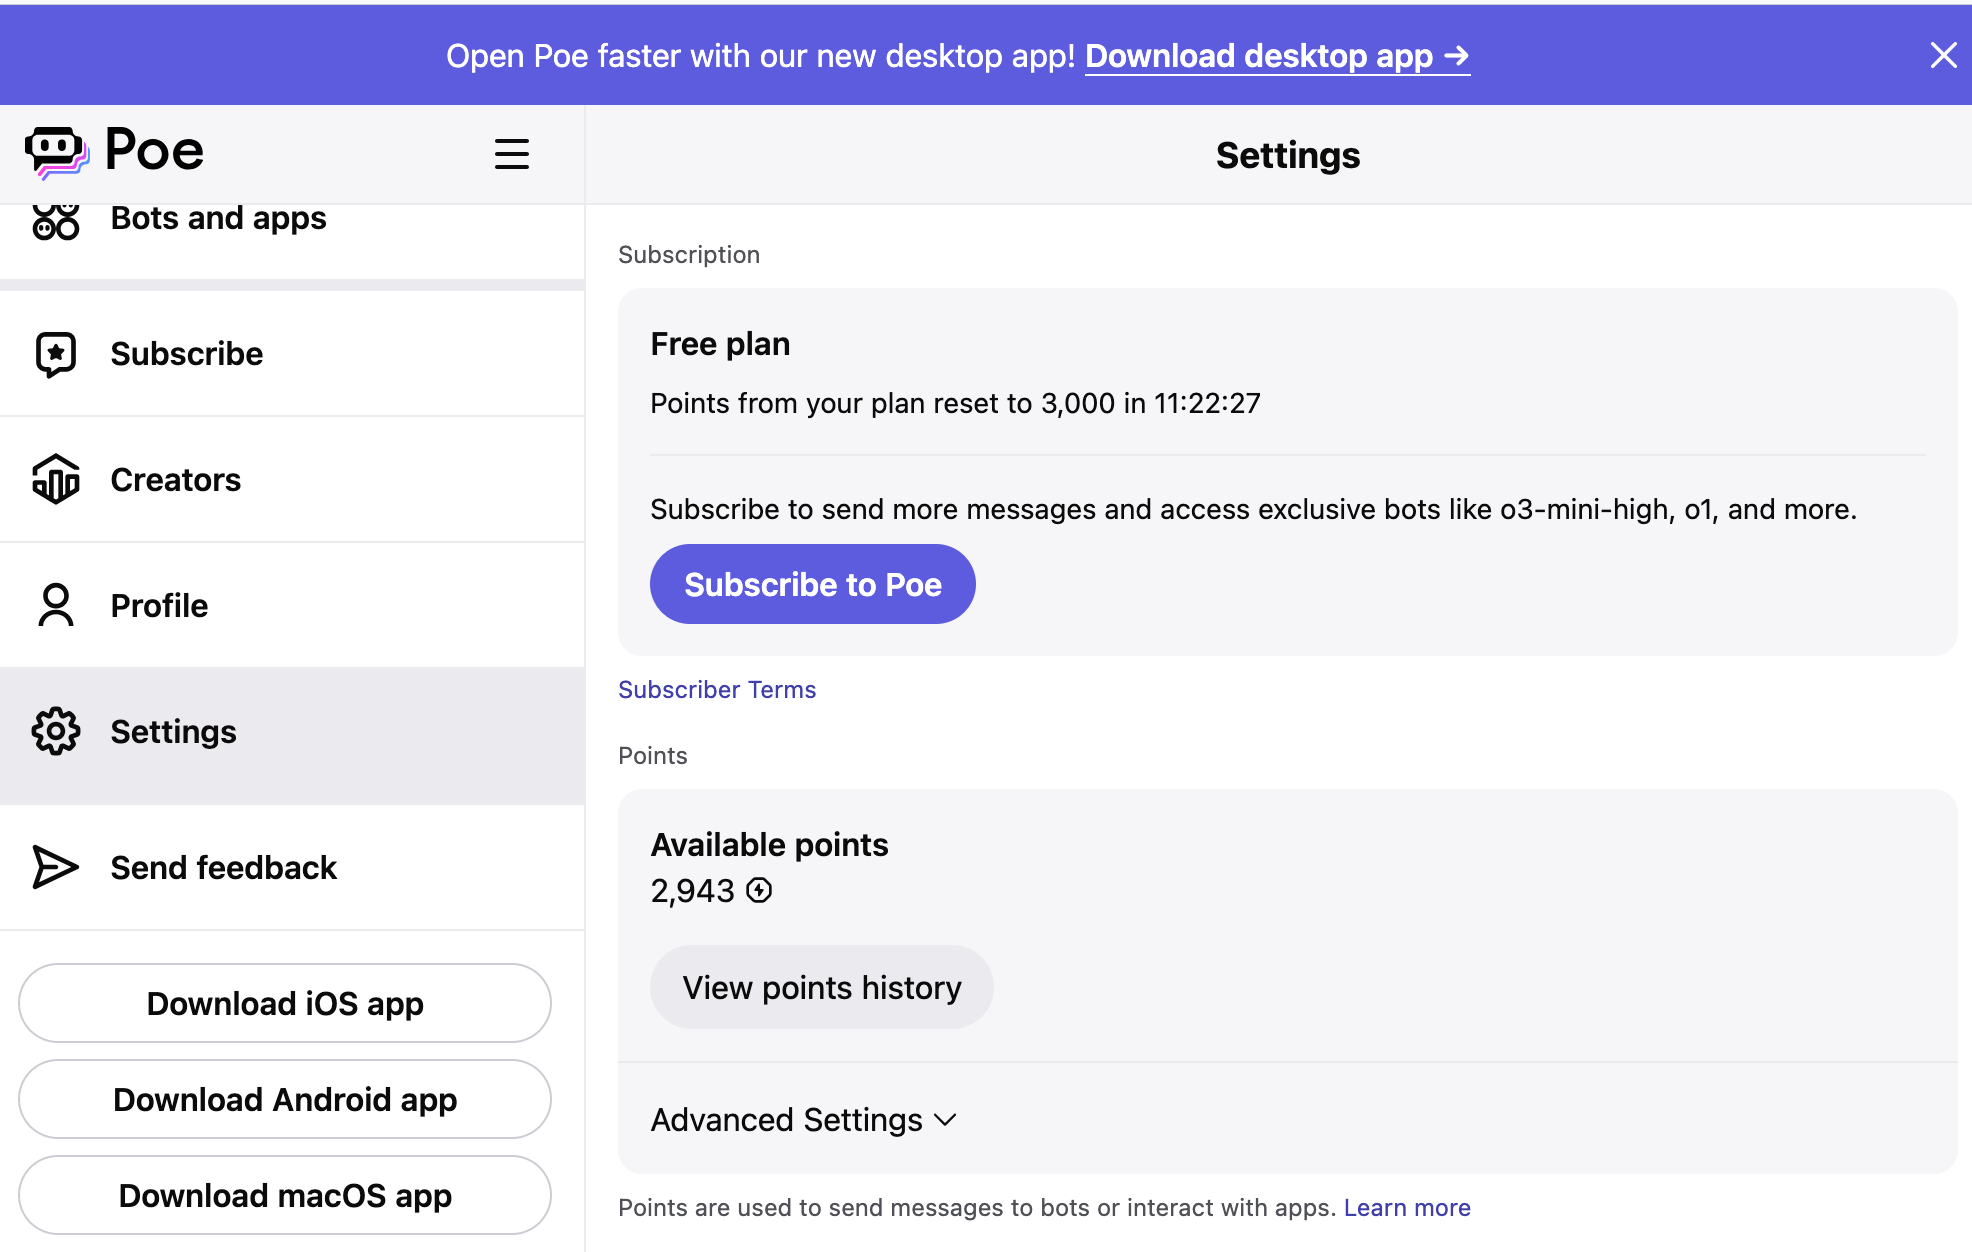 Open Poe faster with our new desktop app! Download desktop app →
Poe
Settings
Bots and apps
Subscribe
Creators
Profile
Settings
Send feedback
Download iOS app
Download Android app
Download macOS app
Subscription
Free plan
Points from your plan reset to 3,000 in 11:22:27
Subscribe to send more messages and access exclusive bots like o3-mini-high, o1, and more.
Subscribe to Poe
Subscriber Terms
Points
Available points
2,943
View points history
Advanced Settings
Points are used to send messages to bots or interact with apps. Learn more